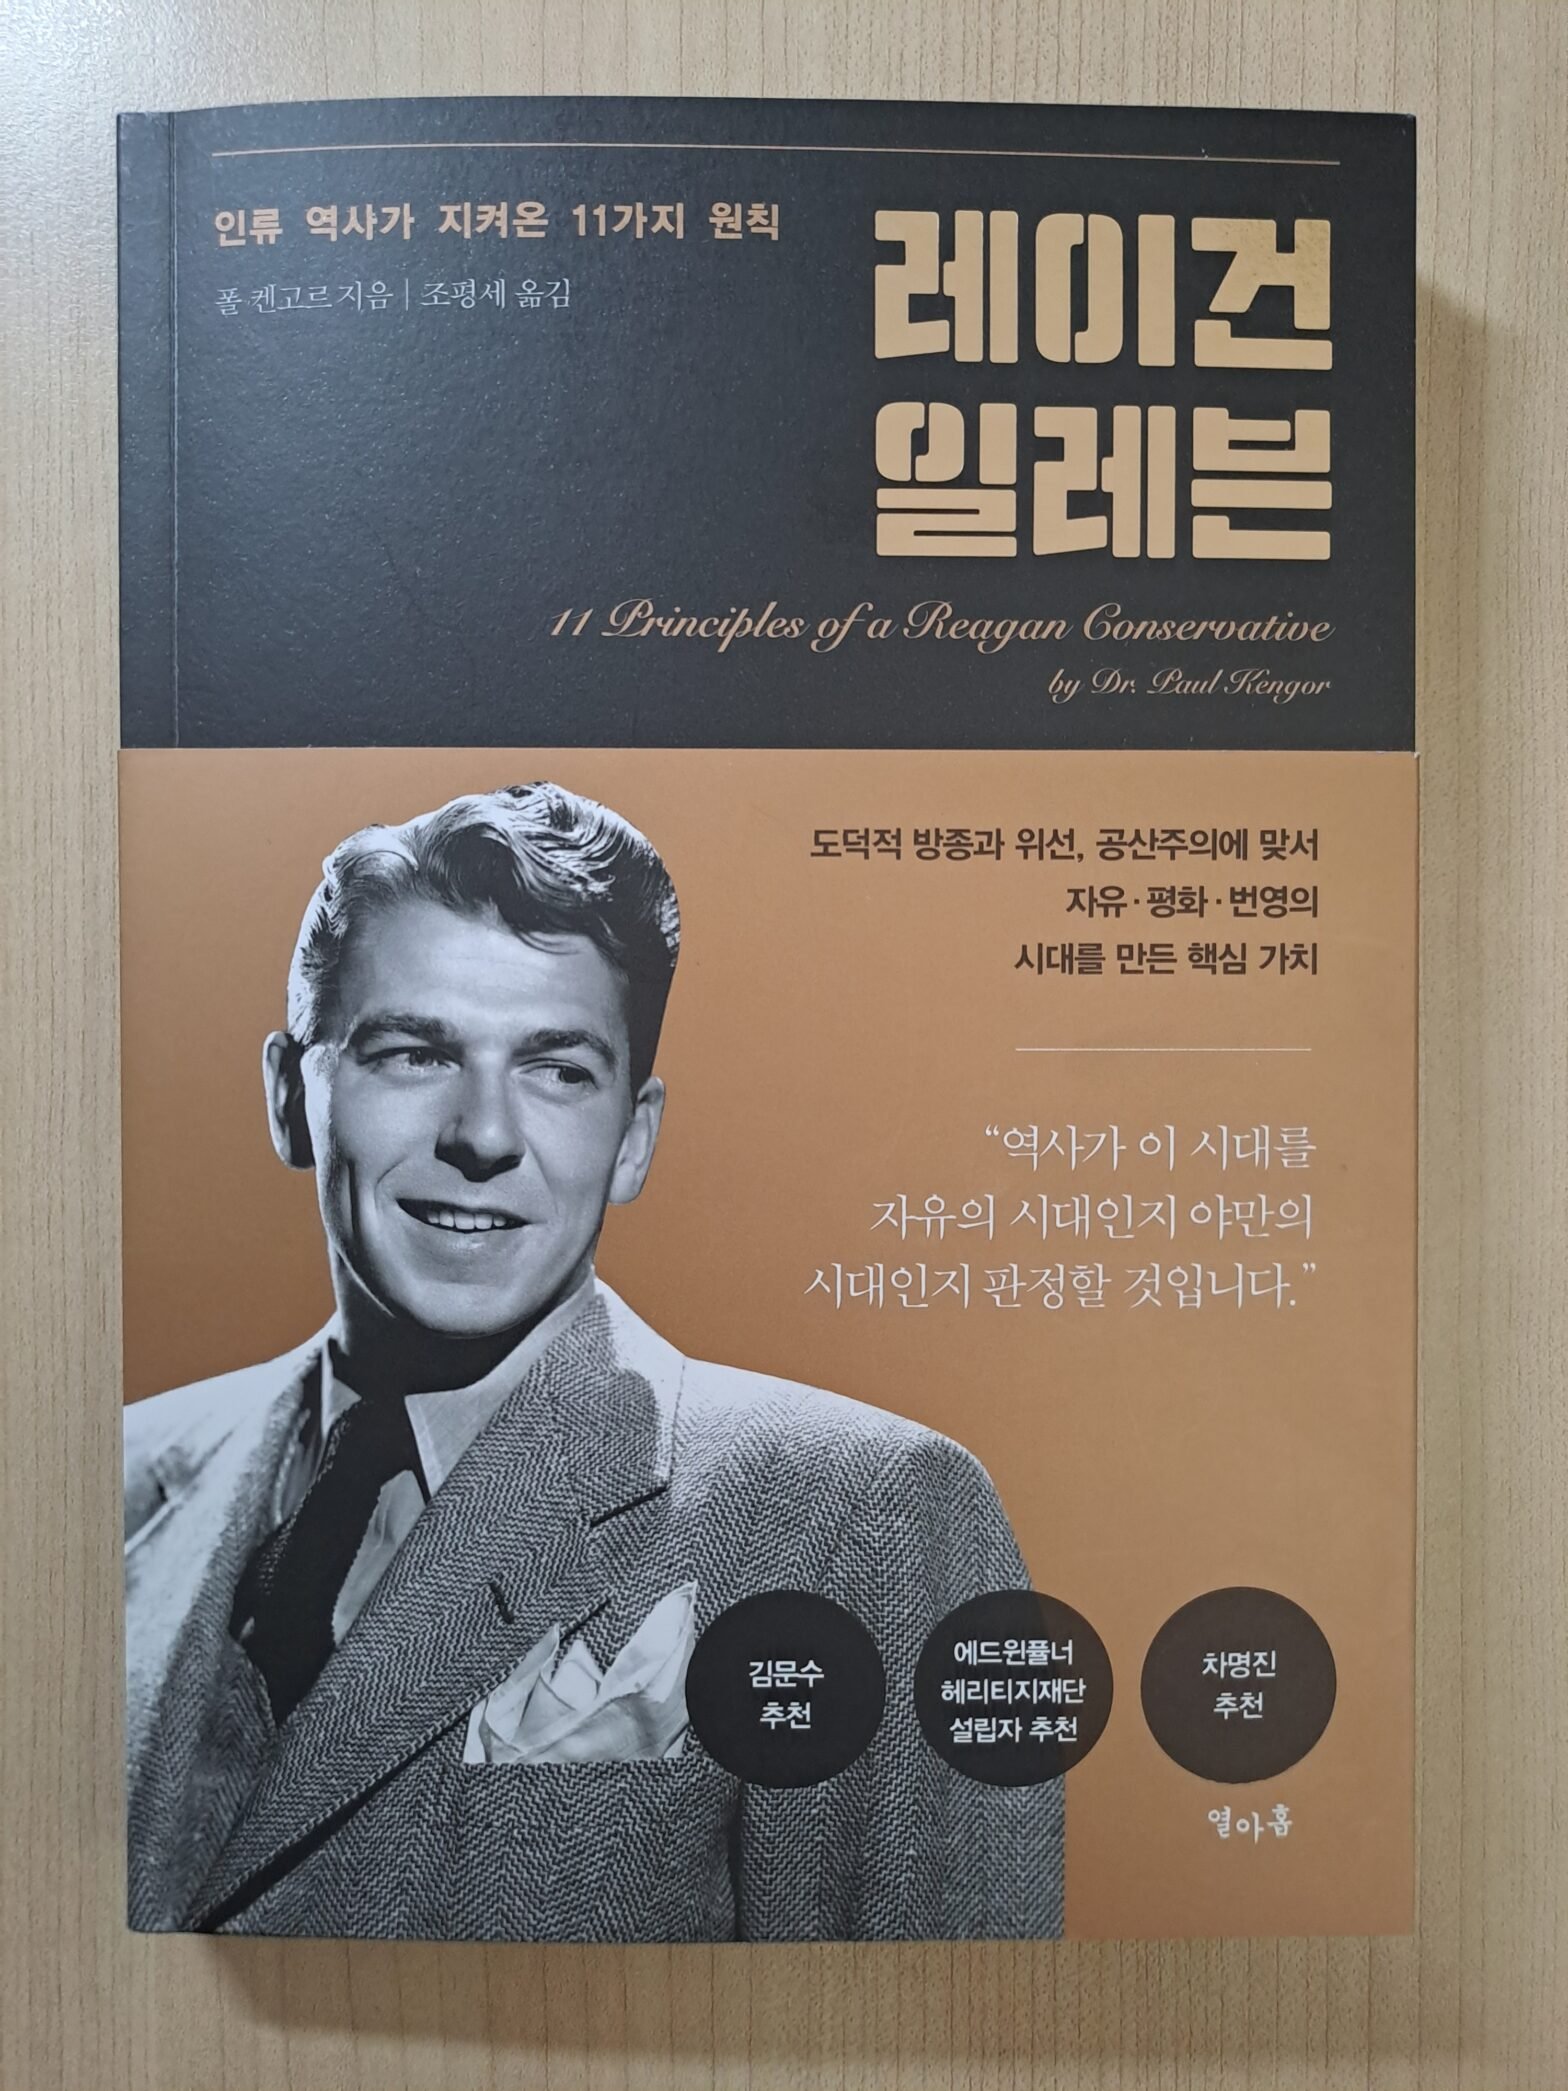 인류 역사가 지켜온 11가지 원칙
폴 켄고르 지음 | 조평세 옮김
레이건
일레븐
11 Principles of a Reagan Conservative
by Dr. Paul Kengor
도덕적 방종과 위선, 공산주의에 맞서
자유·평화·번영의
시대를 만든 핵심 가치
“역사가 이 시대를
자유의 시대인지 야만의
시대인지 판정할 것입니다.”
김문수
추천
에드윈퓰너
헤리티지재단
설립자 추천
차명진
추천
열아홉